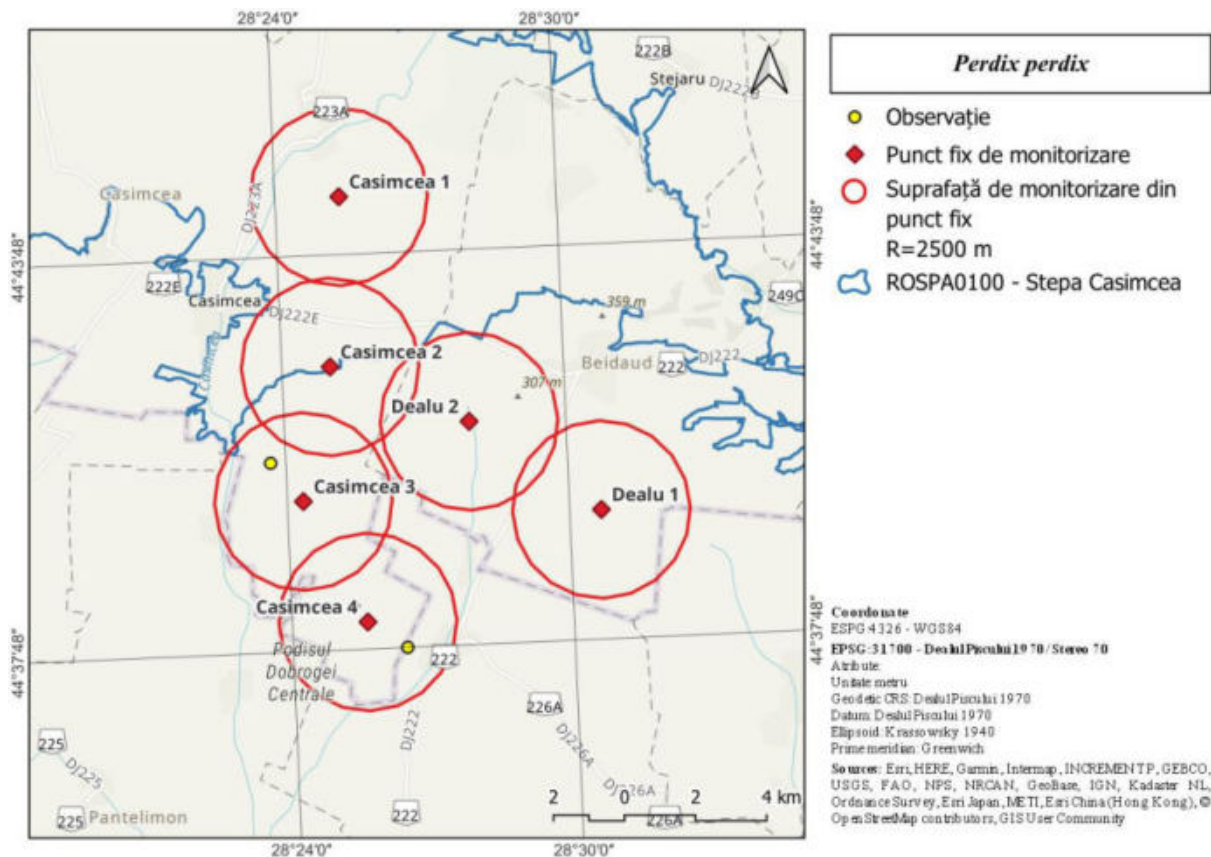 28°24'0"
28°30'0"
222B
Stejaru
DJ222B
223A
Casimcea 1
Casimcea
DJ223A
44°43'48"
44°43'48"
222E
Casimcea
DJ222E
359 m
249C
Casimcea
Casimcea 2
Beidaud
222
DJ222
307 m
Dealu 2
Casimcea 3
Dealu 1
Casimcea 4
Podisul
Dobrogei
Centrale
222
44°37'48"
44°37'48"
226A
DJ226A
DJ222
225
DJ225
DJ226A
225
Pantelimon
222
226A
2 0 2 4 km
28°24'0"
28°30'0"
Perdix perdix
Observație
Punct fix de monitorizare
Suprafață de monitorizare din
punct fix
R=2500 m
ROSPA0100 - Stepa Casimcea
Coordonate
ESPG:4326 - WGS84
EPSG:31700 - Dealul Piscului 1970/ Stereo 70
Atribute:
Unitate: metru
Geodetic CRS: Dealul Piscului 1970
Datum: Dealul Piscului 1970
Ellipsoid: Krassowsky 1940
Prime meridian: Greenwich
Sources: Esri, HERE, Garmin, Intermap, INCREMENT P, GEBCO,
USGS, FAO, NPS, NRCAN, GeoBase, IGN, Kadaster NL,
Ordnance Survey, Esri Japan, METI, Esri China (Hong Kong), ©
OpenStreetMap contributors, GIS User Community